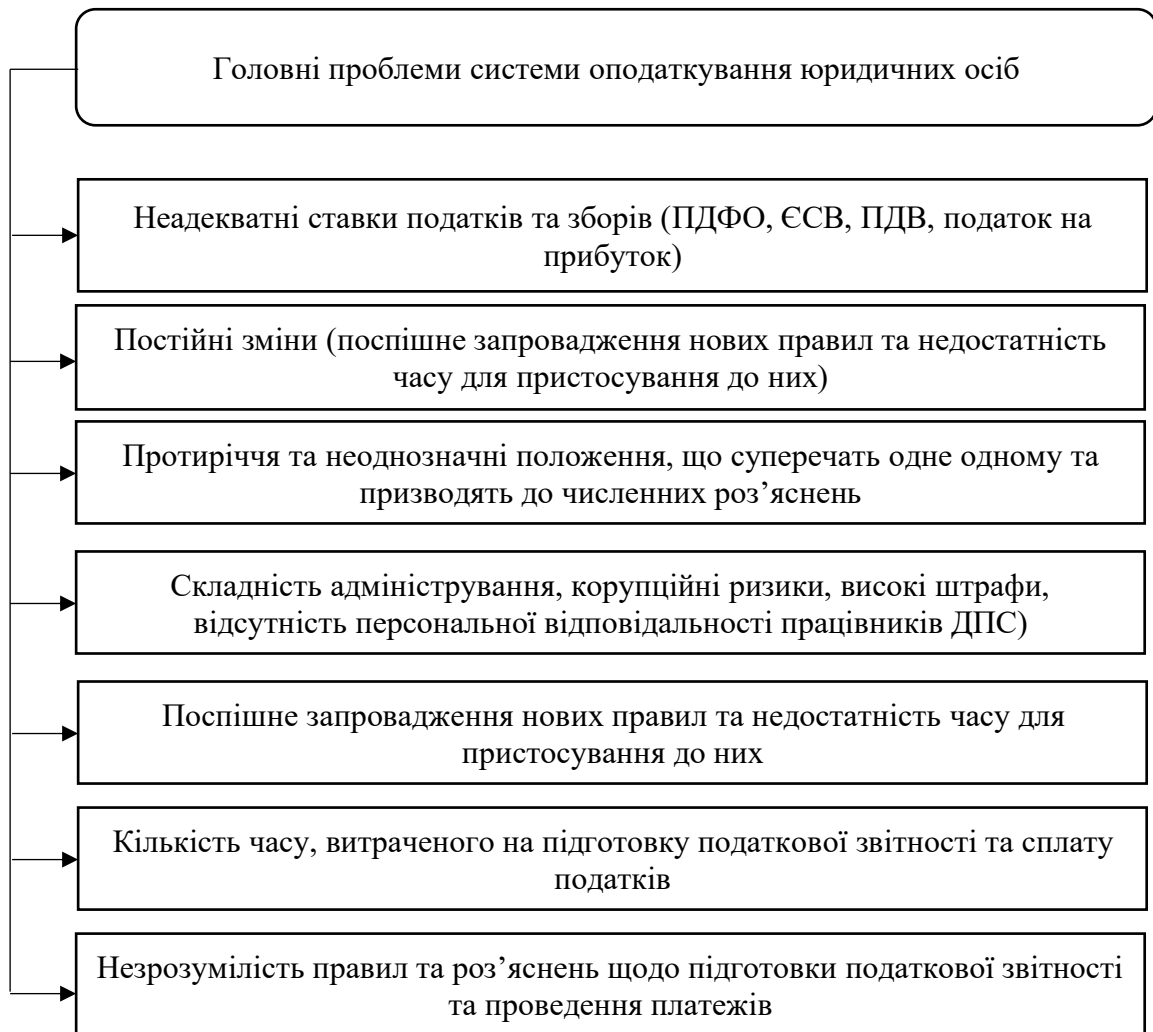 Головні проблеми системи оподаткування юридичних осіб
Неадекватні ставки податків та зборів (ПДФО, ЄСВ, ПДВ, податок на
прибуток)
Постійні зміни (поспішне запровадження нових правил та недостатність
часу для пристосування до них)
Протиріччя та неоднозначні положення, що суперечать одне одному та
призводять до численних роз’яснень
Складність адміністрування, корупційні ризики, високі штрафи,
відсутність персональної відповідальності працівників ДПС)
Поспішне запровадження нових правил та недостатність часу для
пристосування до них
Кількість часу, витраченого на підготовку податкової звітності та сплату
податків
Незрозумілість правил та роз’яснень щодо підготовки податкової звітності
та проведення платежів